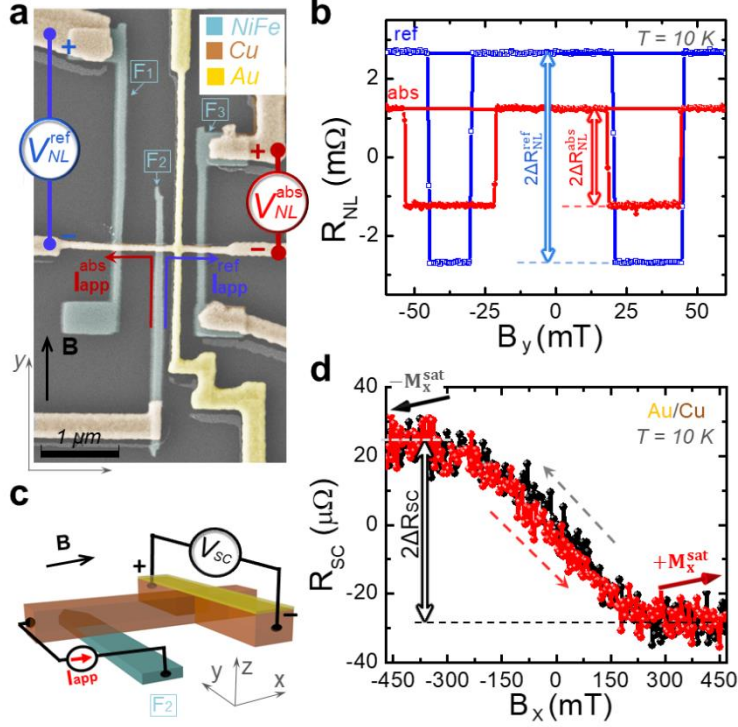 a
NiFe
Cu
Au
F1
F3
F2
+
V_NL^ref
−
+
V_NL^abs
−
I_app^abs
I_app^ref
B
y
1 μm
b
ref
T = 10 K
abs
2ΔR_NL^ref
2ΔR_NL^abs
R_NL (mΩ)
2
0
-2
-50
-25
0
25
50
B_y (mT)
c
B
V_SC
+
−
I_app
F2
y
z
x
d
−M_x^sat
Au/Cu
T = 10 K
2ΔR_SC
+M_x^sat
R_SC (μΩ)
40
20
0
-20
-40
-450
-300
-150
0
150
300
450
B_x (mT)